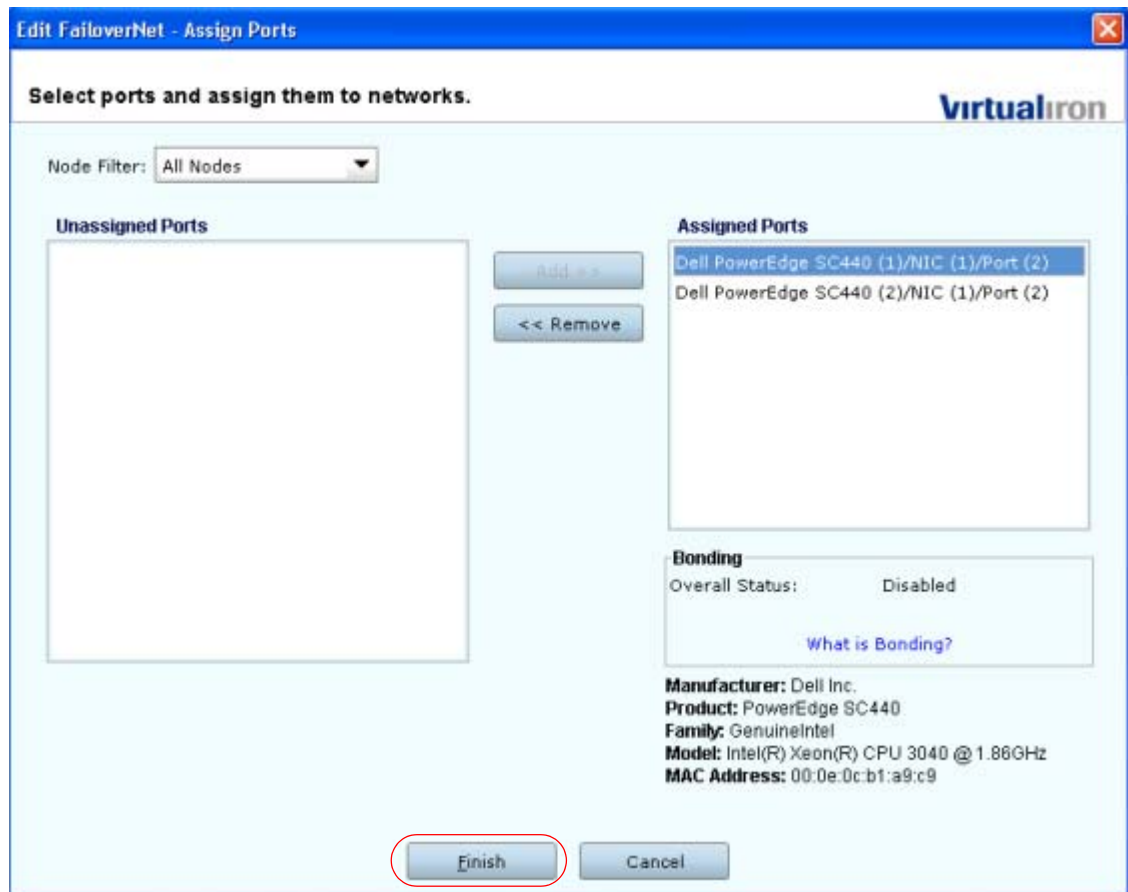 Edit FailoverNet - Assign Ports
Select ports and assign them to networks.
Virtualiron
Node Filter: All Nodes
Unassigned Ports
Assigned Ports
Add >>
<< Remove
Dell PowerEdge SC440 (1)/NIC (1)/Port (2)
Dell PowerEdge SC440 (2)/NIC (1)/Port (2)
Bonding
Overall Status: Disabled
What is Bonding?
Manufacturer: Dell Inc.
Product: PowerEdge SC440
Family: GenuineIntel
Model: Intel(R) Xeon(R) CPU 3040 @ 1.86GHz
MAC Address: 00:0e:0c:b1:a9:c9
Finish
Cancel